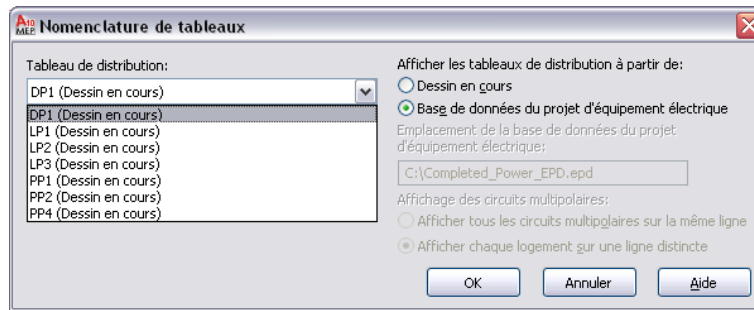 A10
MEP
Nomenclature de tableaux
Tableau de distribution:
DP1 (Dessin en cours)
DP1 (Dessin en cours)
LP1 (Dessin en cours)
LP2 (Dessin en cours)
LP3 (Dessin en cours)
PP1 (Dessin en cours)
PP2 (Dessin en cours)
PP4 (Dessin en cours)
Afficher les tableaux de distribution à partir de:
Dessin en cours
Base de données du projet d'équipement électrique
Emplacement de la base de données du projet
d'équipement électrique:
C:\Completed_Power_EPD.epd
Affichage des circuits multipolaires:
Afficher tous les circuits multipolaires sur la même ligne
Afficher chaque logement sur une ligne distincte
OK
Annuler
Aide